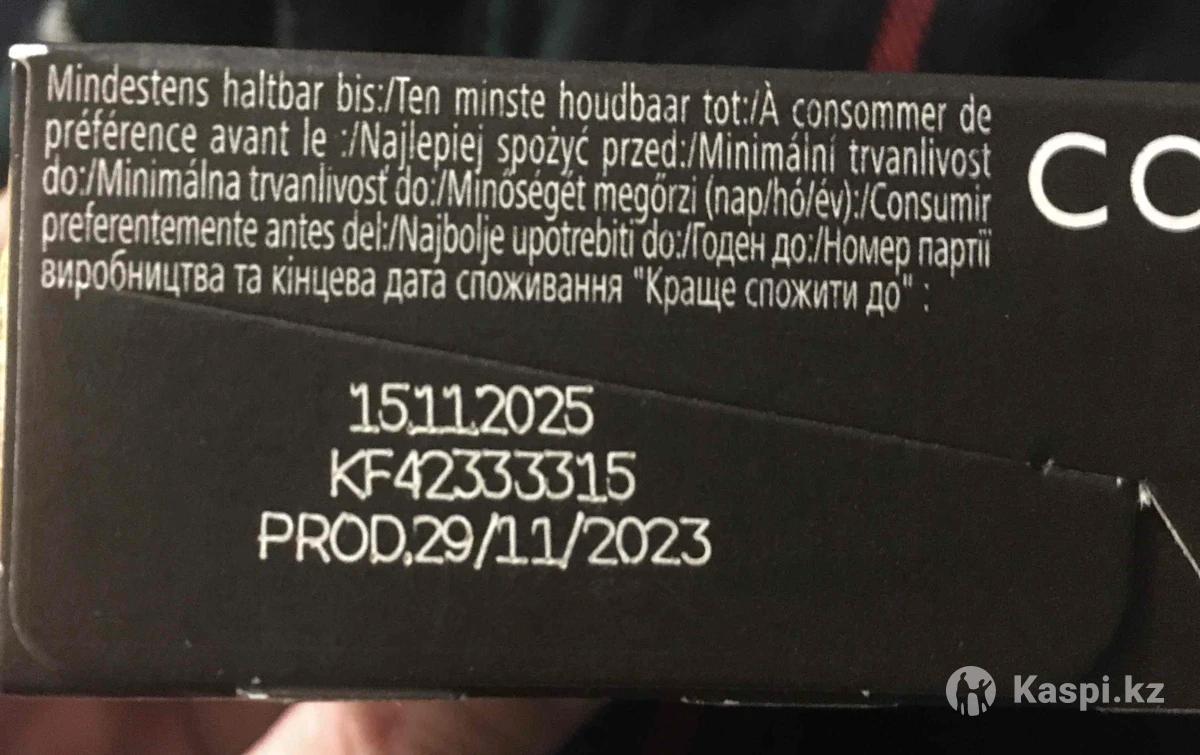 Mindestens haltbar bis:/Ten minste houdbaar tot:/À consommer de
préférence avant le :/Najlepiej spożyć przed:/Minimální trvanlivost
do:/Minimálna trvanlivosť do:/Minőségét megőrzi (nap/hó/év):/Consumir
preferentemente antes del:/Najbolje upotrebiti do:/Годен до:/Номер партії
виробництва та кінцева дата споживання "Краще спожити до" :
CO
15.11.2025
KF42333315
PROD.29/11/2023
Kaspi.kz